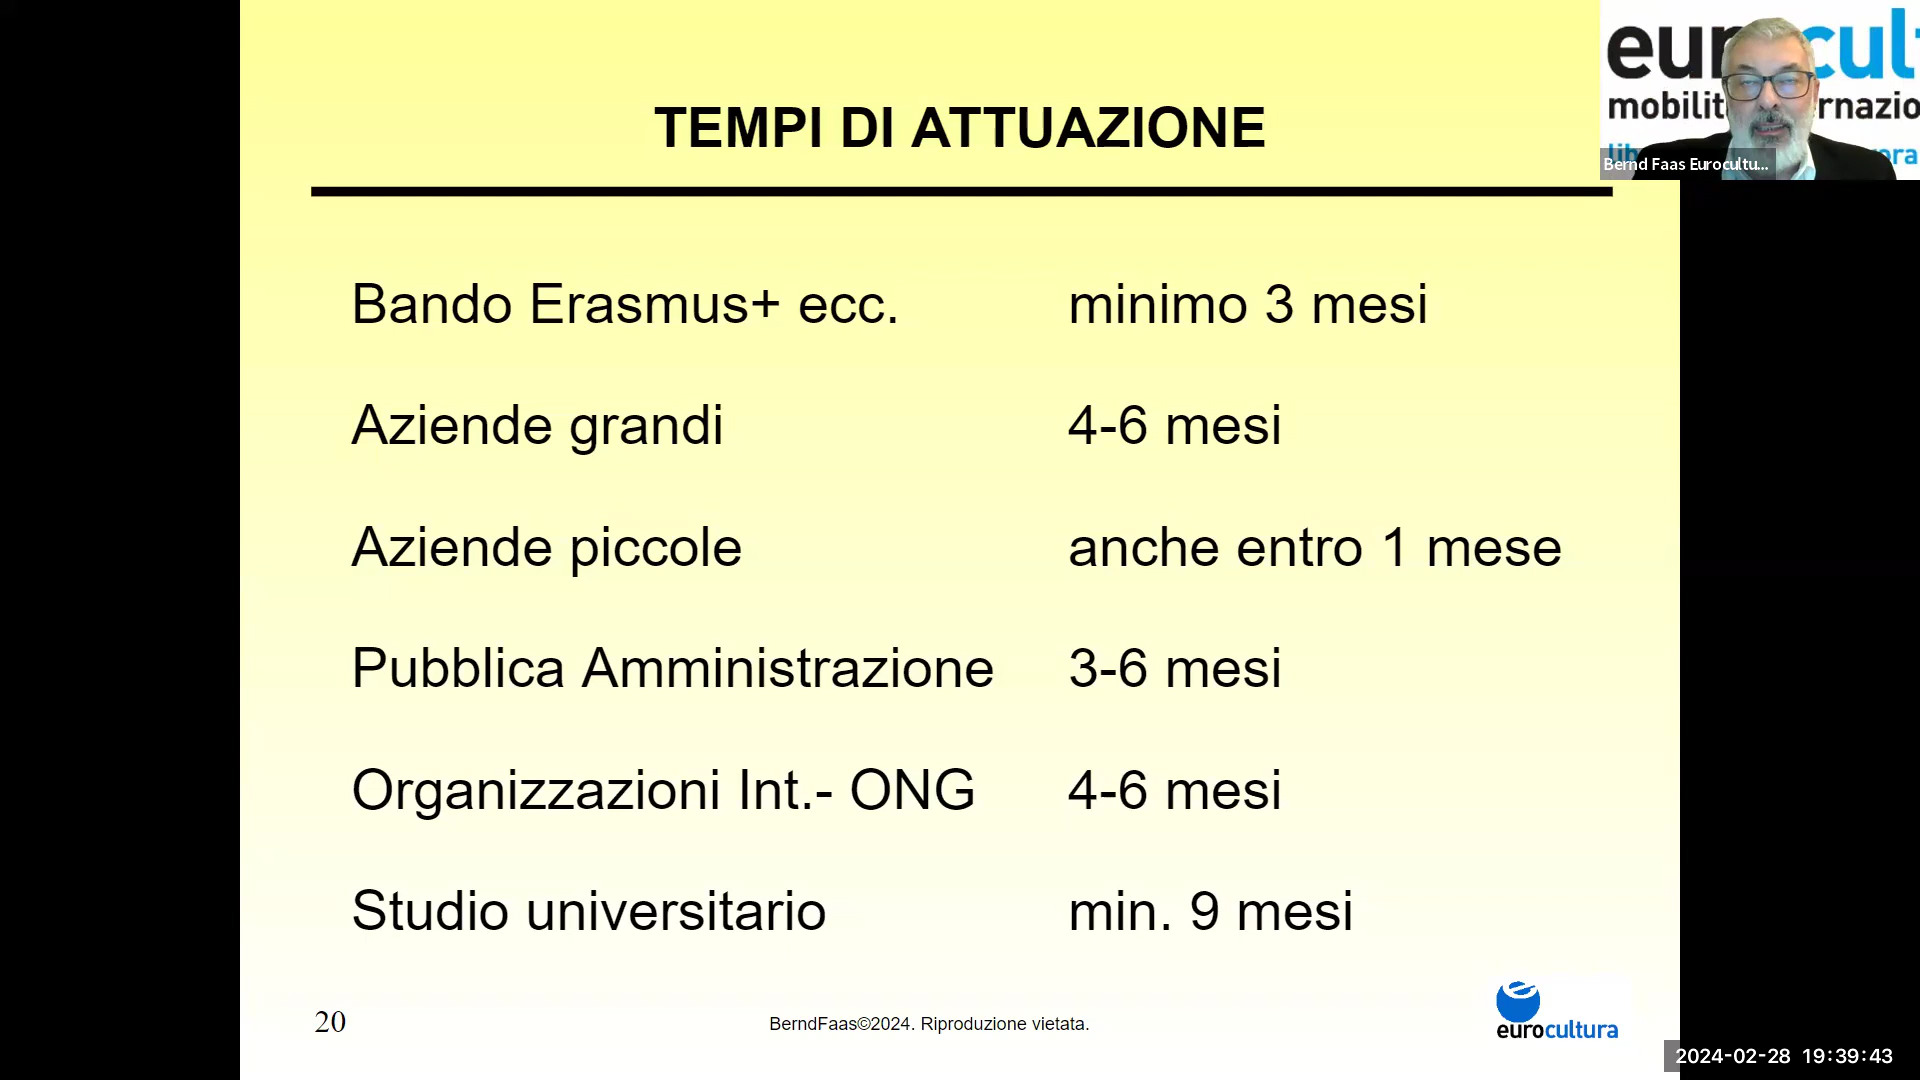 TEMPI DI ATTUAZIONE
Bando Erasmus+ ecc. minimo 3 mesi
Aziende grandi 4-6 mesi
Aziende piccole anche entro 1 mese
Pubblica Amministrazione 3-6 mesi
Organizzazioni Int.- ONG 4-6 mesi
Studio universitario min. 9 mesi
20
BerndFaas©2024. Riproduzione vietata.
eurocultura
Bernd Faas Eurocultu...
2024-02-28 19:39:43